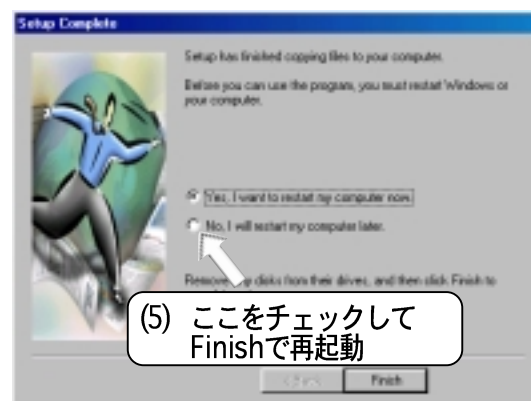 Setup Complete
Setup has finished copying files to your computer.
Before you can use the program, you must restart Windows or
your computer.
Yes, I want to restart my computer now.
No, I will restart my computer later.
Remove disks from their drives, and then click Finish to
(5) ここをチェックして
Finishで再起動
< Back
Finish